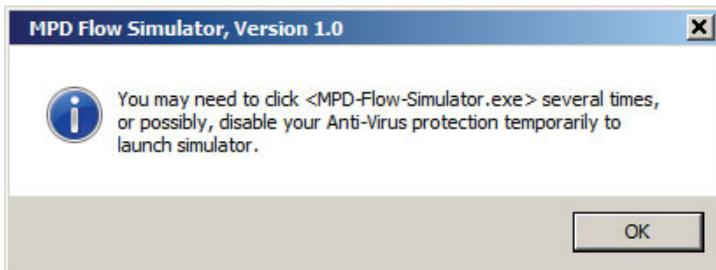 MPD Flow Simulator, Version 1.0
You may need to click <MPD-Flow-Simulator.exe> several times,
or possibly, disable your Anti-Virus protection temporarily to
launch simulator.
OK